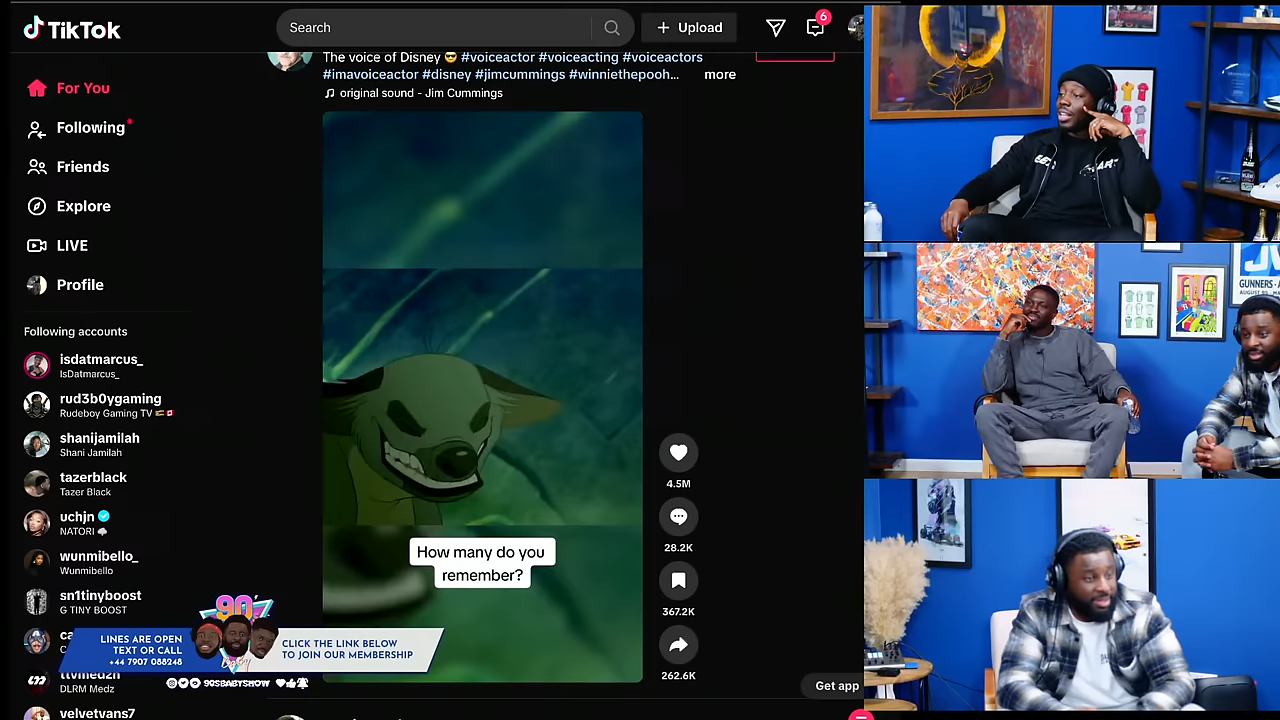 TikTok
Search
+ Upload
6
For You
Following
Friends
Explore
LIVE
Profile
Following accounts
isdatmarcus_
IsDatmarcus_
rud3b0ygaming
Rudeboy Gaming TV
shanijamilah
Shani Jamilah
tazerblack
Tazer Black
uchjn
NATORI
wunmibello_
Wunmibello
sn1tinyboost
G TINY BOOST
DLRM Medz
velvetvans7
The voice of Disney 😎 #voiceactor #voiceacting #voiceactors
#imavoiceactor #disney #jimcummings #winniethepooh... more
original sound - Jim Cummings
How many do you
remember?
4.5M
28.2K
367.2K
262.6K
Get app
LINES ARE OPEN
TEXT OR CALL
+44 7907 088248
90's
Baby
CLICK THE LINK BELOW
TO JOIN OUR MEMBERSHIP
90SBABYSHOW
GUNNERS